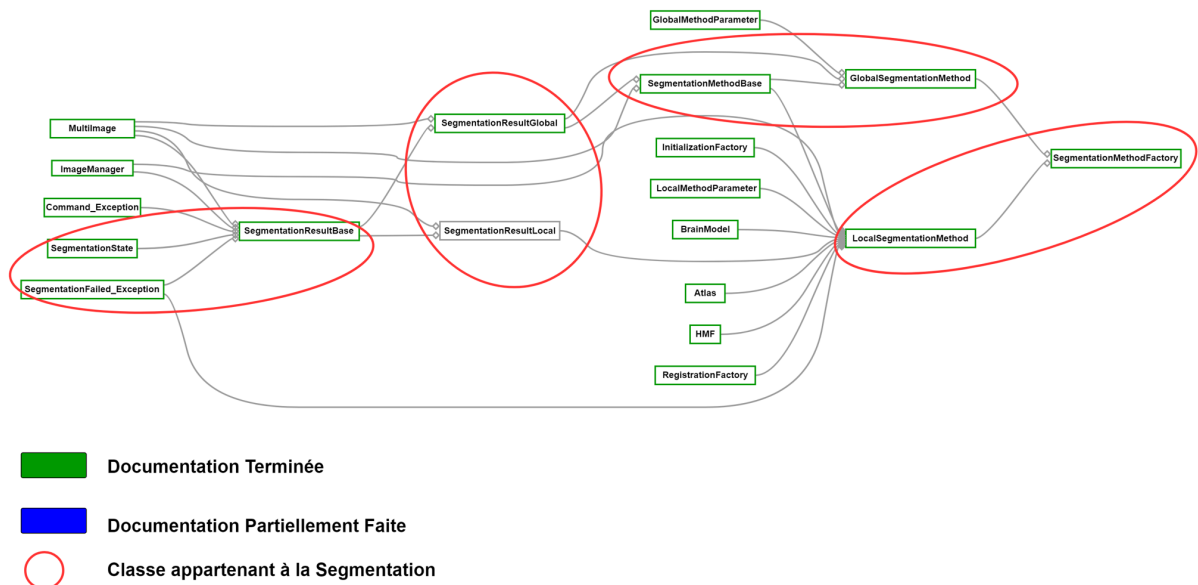 GlobalMethodParameter
SegmentationMethodBase
GlobalSegmentationMethod
MultiImage
SegmentationResultGlobal
InitializationFactory
SegmentationMethodFactory
ImageManager
LocalMethodParameter
Command_Exception
SegmentationResultBase
SegmentationResultLocal
BrainModel
LocalSegmentationMethod
SegmentationState
SegmentationFailed_Exception
Atlas
HMF
RegistrationFactory
Documentation Terminée
Documentation Partiellement Faite
Classe appartenant à la Segmentation